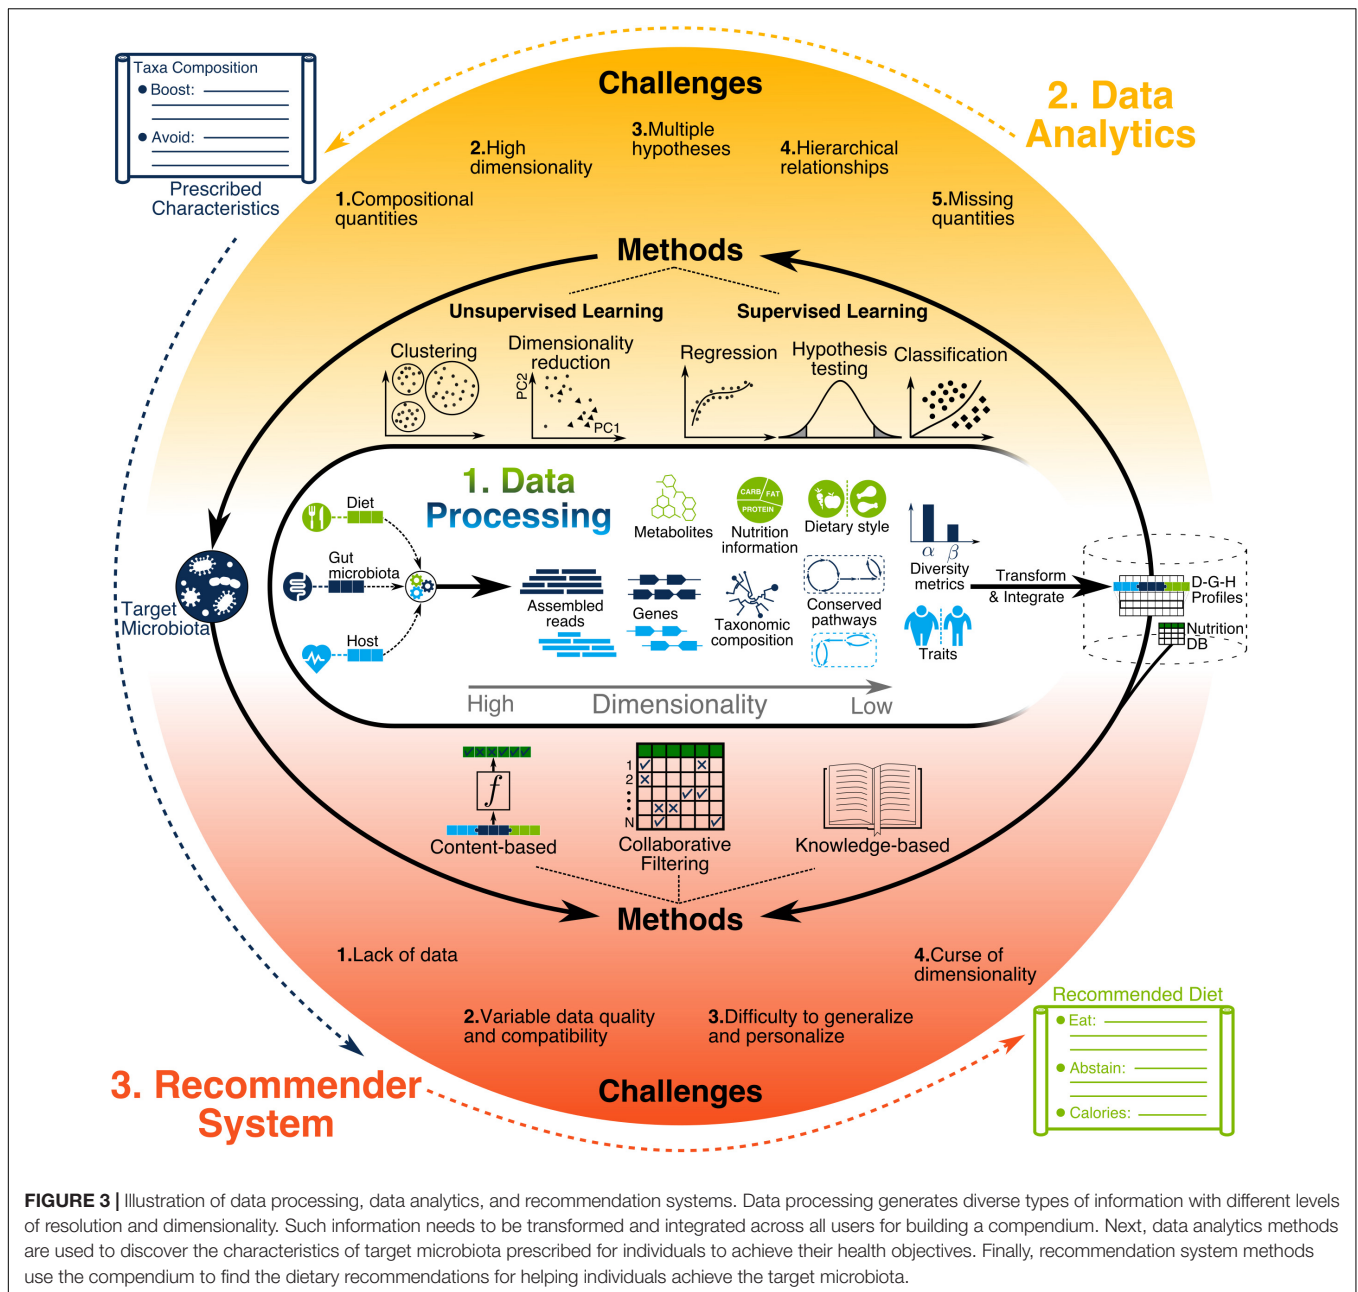 Challenges
2. Data
Analytics
Taxa Composition
Boost:
Avoid:
Prescribed
Characteristics
1.Compositional
quantities
2.High
dimensionality
3.Multiple
hypotheses
4.Hierarchical
relationships
5.Missing
quantities
Methods
Unsupervised Learning
Supervised Learning
Clustering
Dimensionality
reduction
PC2
PC1
Regression
Hypothesis
testing
Classification
1. Data
Processing
Diet
Gut
microbiota
Host
Target
Microbiota
Metabolites
CARB
FAT
PROTEIN
Nutrition
information
Dietary style
α
β
Diversity
metrics
Assembled
reads
Genes
Taxonomic
composition
Conserved
pathways
Traits
Transform
& Integrate
D-G-H
Profiles
Nutrition
DB
High
Dimensionality
Low
f
Content-based
1
2
N
Collaborative
Filtering
Knowledge-based
Methods
1.Lack of data
2.Variable data quality
and compatibility
3.Difficulty to generalize
and personalize
4.Curse of
dimensionality
Challenges
3. Recommender
System
Recommended Diet
Eat:
Abstain:
Calories:
FIGURE 3 | Illustration of data processing, data analytics, and recommendation systems. Data processing generates diverse types of information with different levels
of resolution and dimensionality. Such information needs to be transformed and integrated across all users for building a compendium. Next, data analytics methods
are used to discover the characteristics of target microbiota prescribed for individuals to achieve their health objectives. Finally, recommendation system methods
use the compendium to find the dietary recommendations for helping individuals achieve the target microbiota.